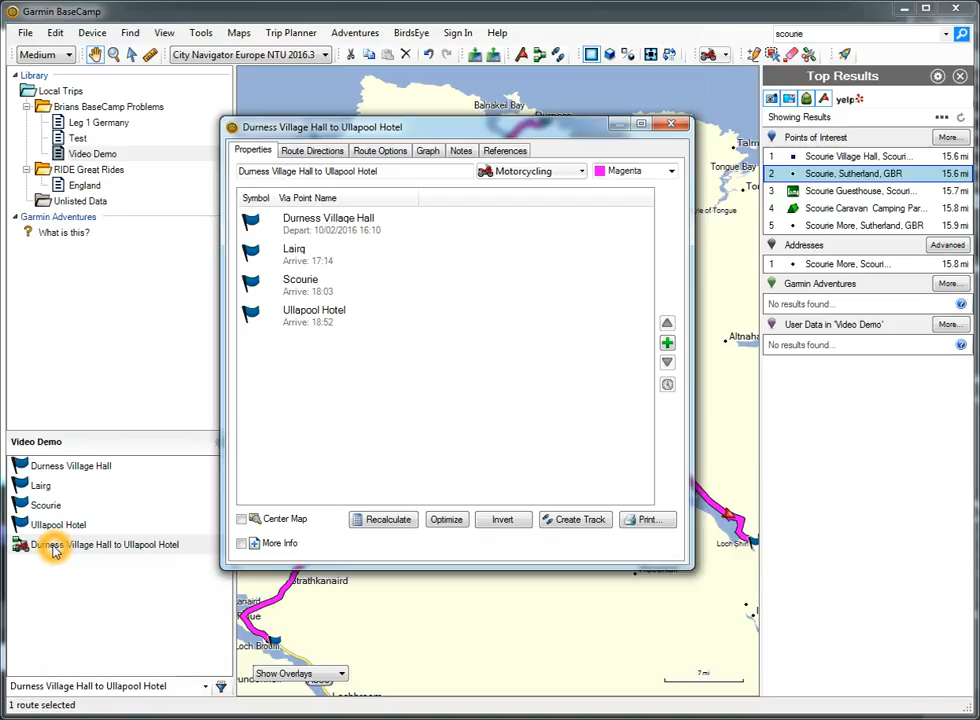 Garmin BaseCamp
File Edit Device Find View Tools Maps Trip Planner Adventures BirdsEye Sign In Help
scourie
Medium
City Navigator Europe NTU 2016.3
Library
Local Trips
Brians BaseCamp Problems
Leg 1 Germany
Test
Video Demo
RIDE Great Rides
England
Unlisted Data
Garmin Adventures
What is this?
Video Demo
Durness Village Hall
Lairg
Scourie
Ullapool Hotel
Durness Village Hall to Ullapool Hotel
Durness Village Hall to Ullapool Hotel
1 route selected
Balnakeil Bay
Tongue Bay
of Tongue
Altnaha
Loch Shin
Strathkanaird
anaird
Loch Broom
Lochbroom
Show Overlays
7 mi
Durness Village Hall to Ullapool Hotel
Properties Route Directions Route Options Graph Notes References
Durness Village Hall to Ullapool Hotel
Motorcycling
Magenta
Symbol Via Point Name
Durness Village Hall
Depart: 10/02/2016 16:10
Lairg
Arrive: 17:14
Scourie
Arrive: 18:03
Ullapool Hotel
Arrive: 18:52
Center Map
Recalculate Optimize Invert Create Track Print...
More Info
Top Results
yelp
Showing Results
Points of Interest More...
1 Scourie Village Hall, Scouri... 15.6 mi
2 Scourie, Sutherland, GBR 15.6 mi
3 Scourie Guesthouse, Scouri... 15.7 mi
4 Scourie Caravan Camping Par... 15.8 mi
5 Scourie More, Sutherland, GBR 15.9 mi
Addresses Advanced
1 Scourie More, Scouri... 15.8 mi
Garmin Adventures More...
No results found...
User Data in 'Video Demo' More...
No results found...